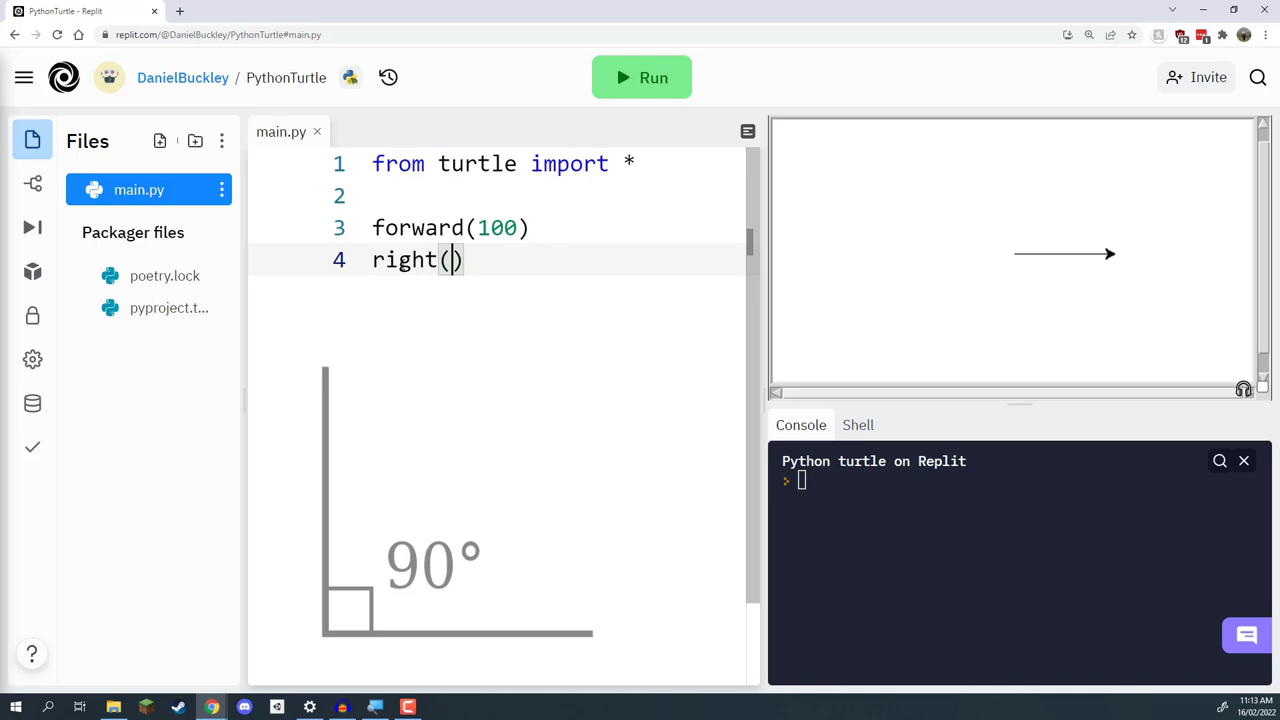 PythonTurtle - Replit
replit.com/@DanielBuckley/PythonTurtle#main.py
12
1
DanielBuckley / PythonTurtle
Run
Invite
Files
main.py
Packager files
poetry.lock
pyproject.t...
main.py
1 from turtle import *
2
3 forward(100)
4 right()
90°
Console
Shell
Python turtle on Replit
?
11:13 AM
16/02/2022